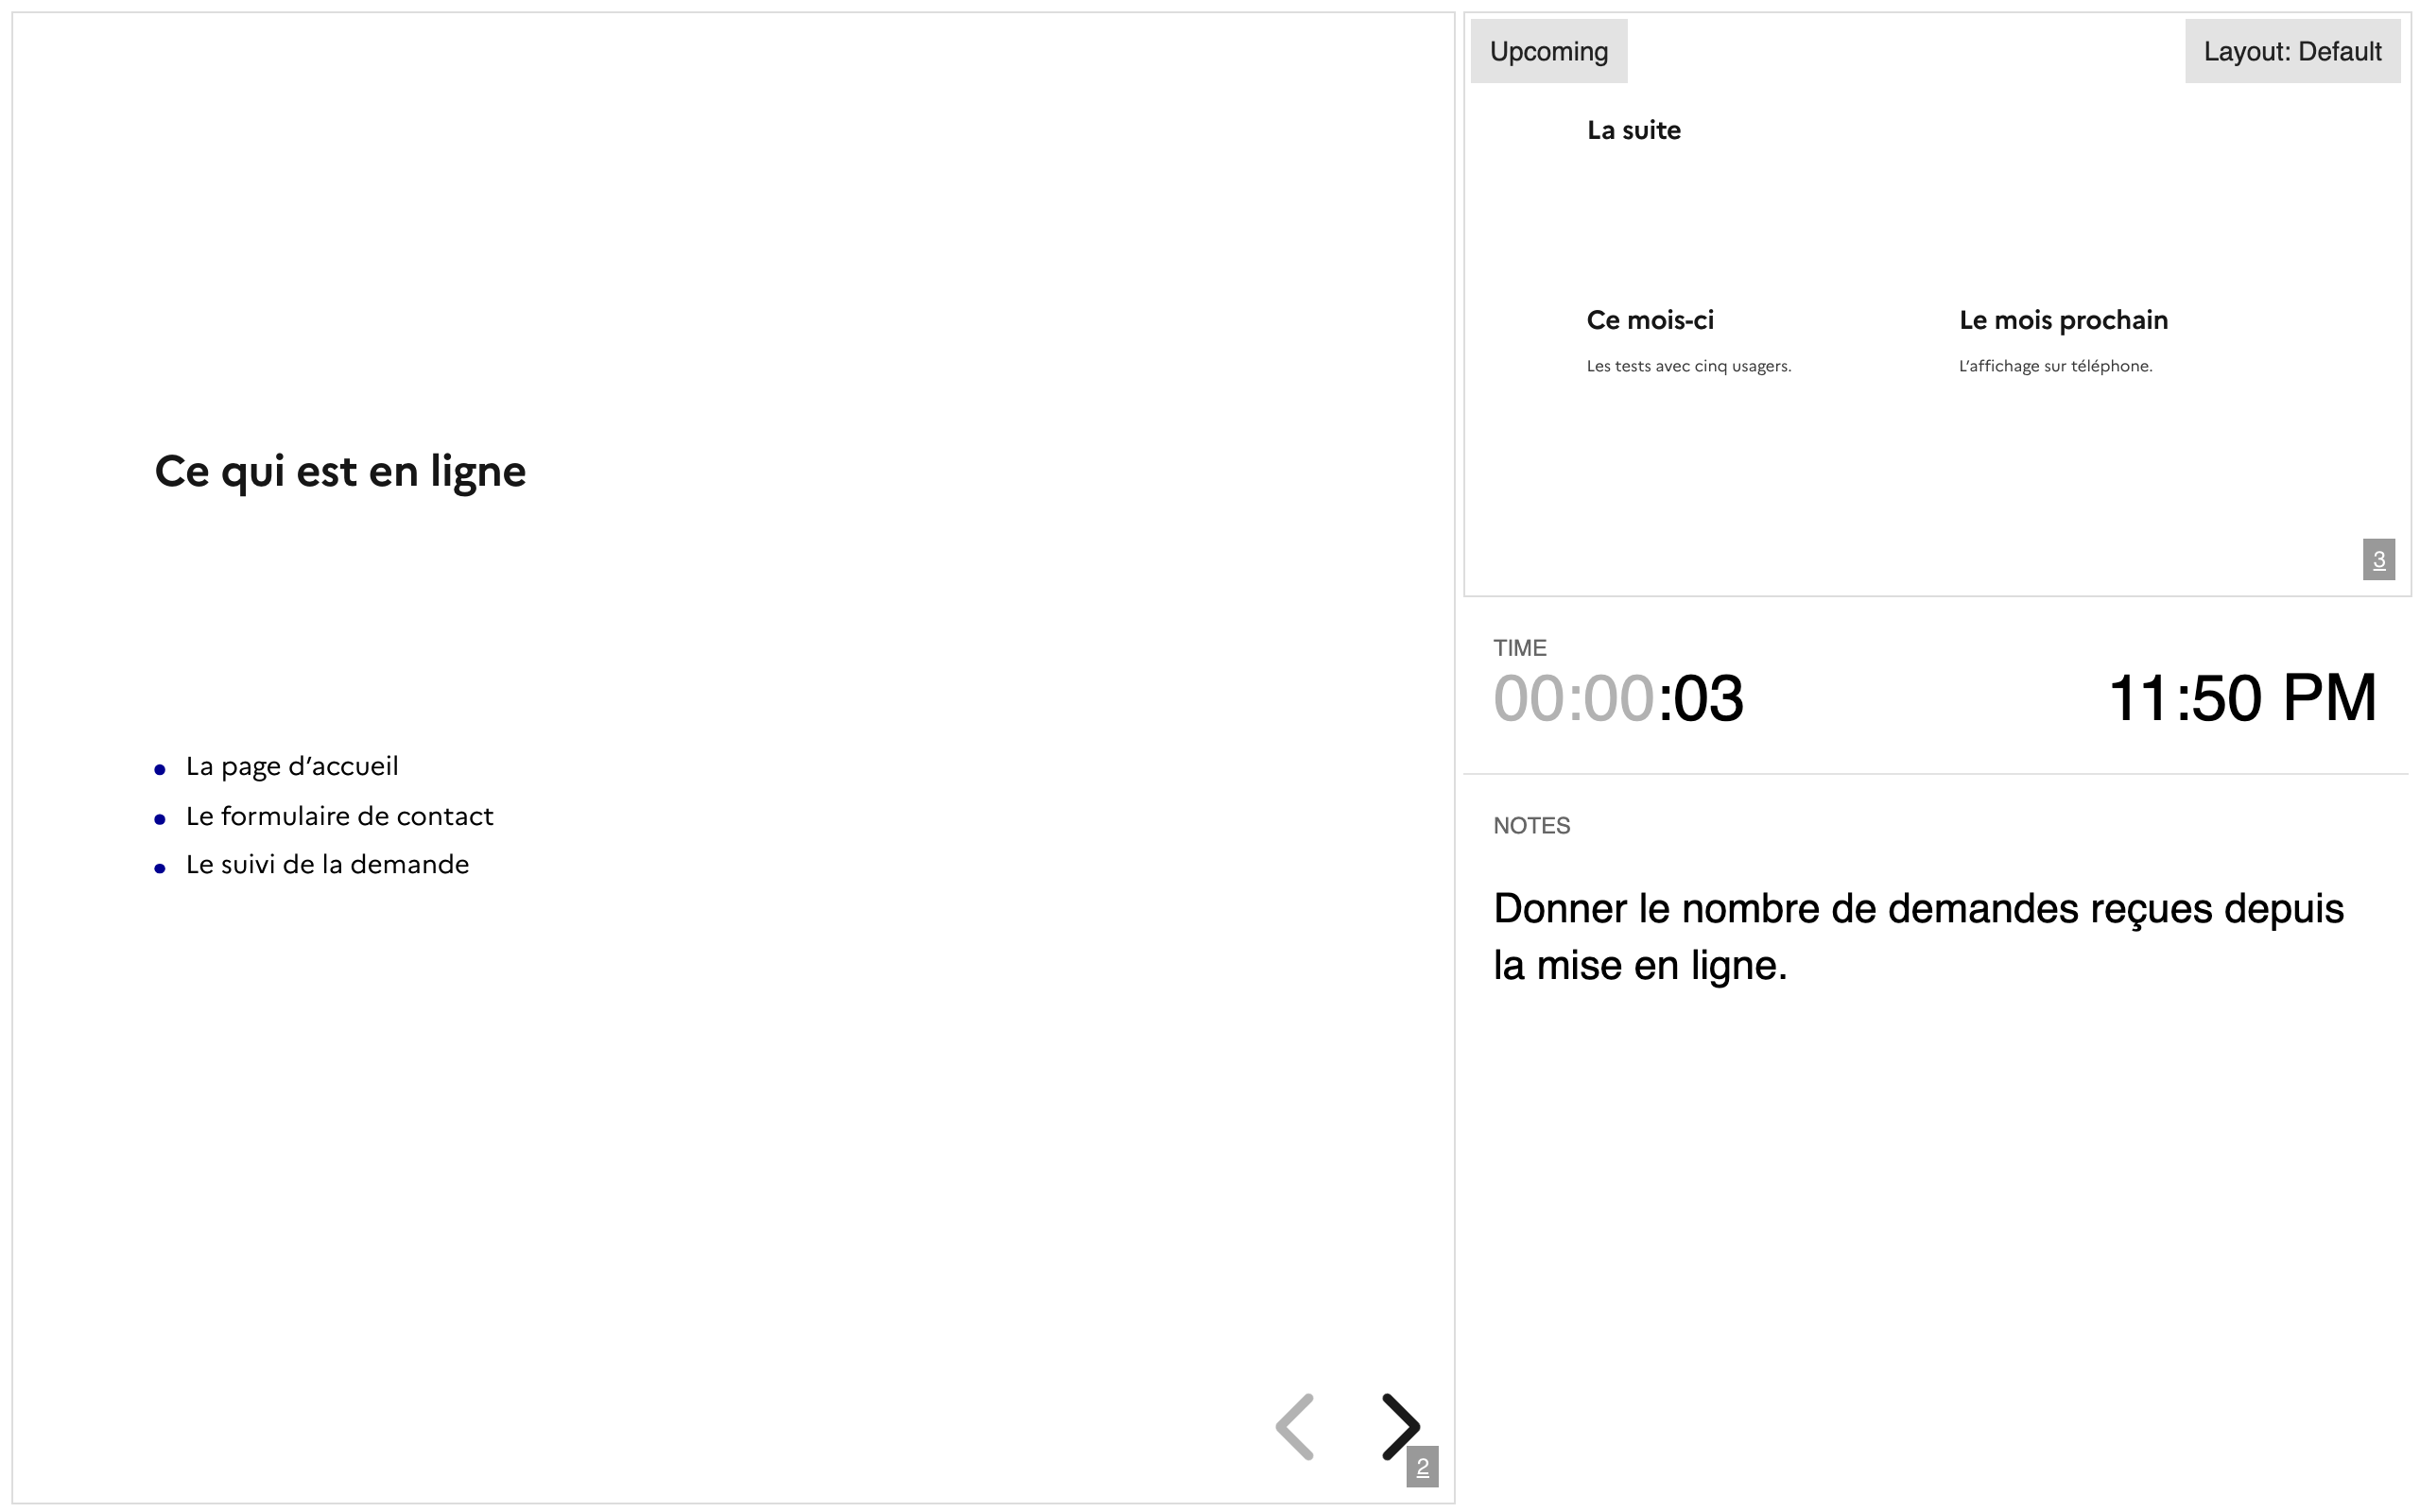 Ce qui est en ligne
La page d'accueil
Le formulaire de contact
Le suivi de la demande
2
Upcoming
Layout: Default
La suite
Ce mois-ci
Les tests avec cinq usagers.
Le mois prochain
L'affichage sur téléphone.
3
TIME
00:00:03
11:50 PM
NOTES
Donner le nombre de demandes reçues depuis
la mise en ligne.